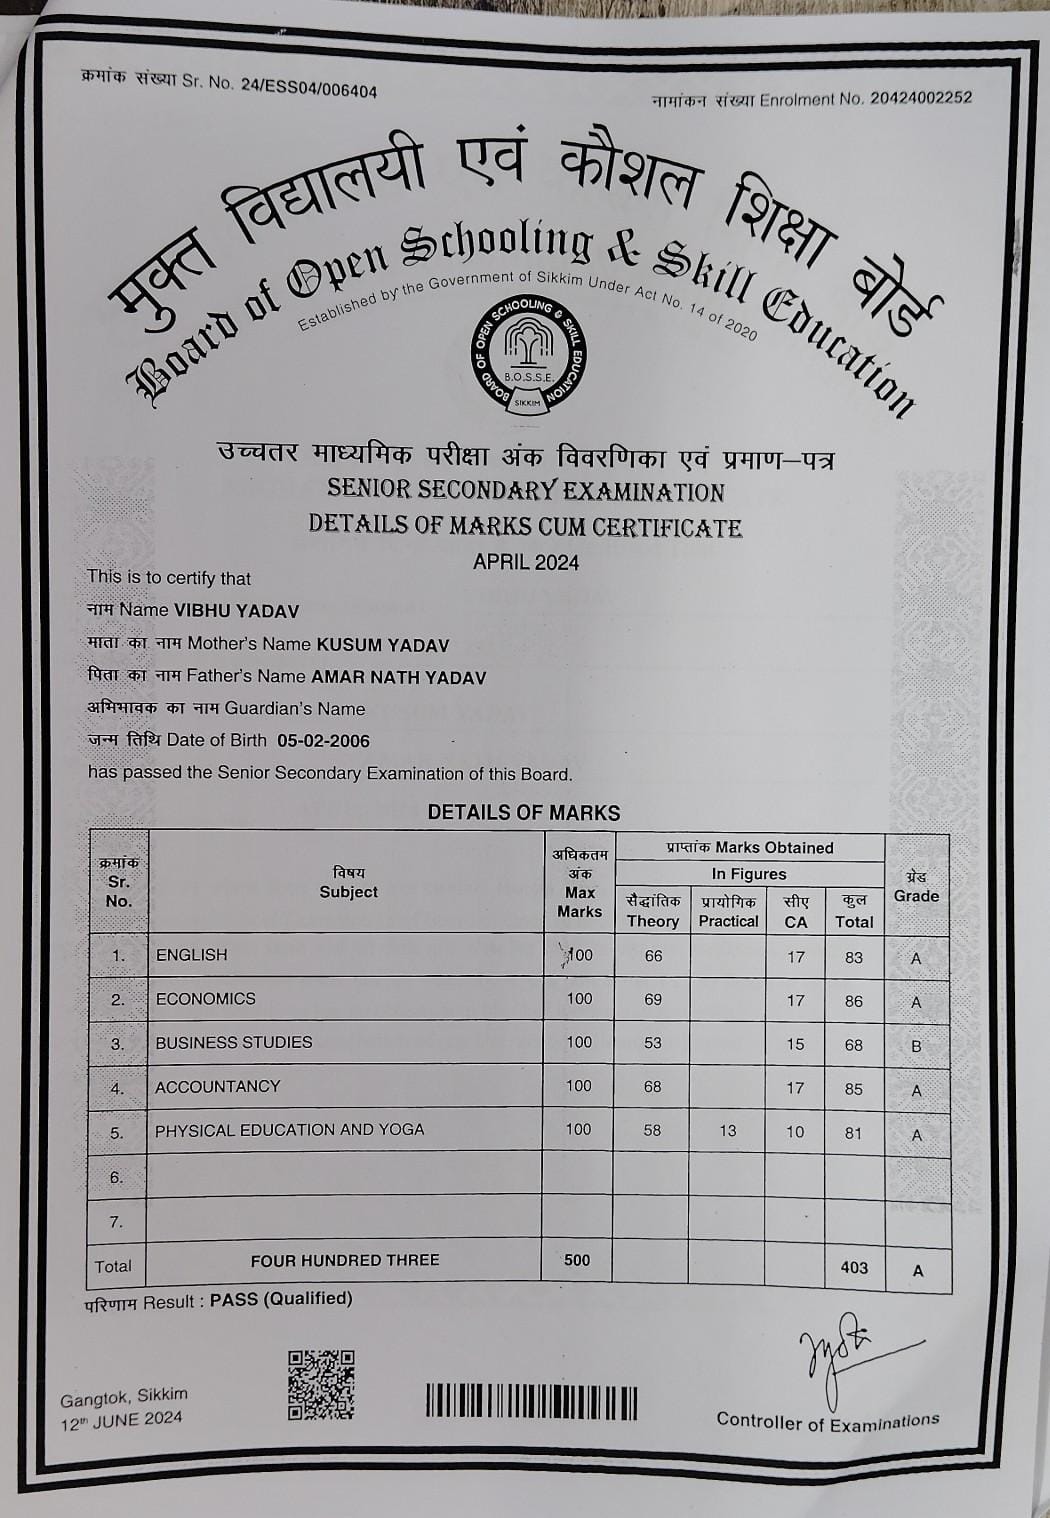 क्रमांक संख्या Sr. No. 24/ESS04/006404
नामांकन संख्या Enrolment No. 20424002252
मुक्त विद्यालयी एवं कौशल शिक्षा बोर्ड
Board of Open Schooling & Skill Education
Established by the Government of Sikkim Under Act No. 14 of 2020
BOARD OF OPEN SCHOOLING & SKILL EDUCATION
B.O.S.S.E.
SIKKIM
उच्चतर माध्यमिक परीक्षा अंक विवरणिका एवं प्रमाण–पत्र
SENIOR SECONDARY EXAMINATION
DETAILS OF MARKS CUM CERTIFICATE
APRIL 2024
This is to certify that
नाम Name VIBHU YADAV
माता का नाम Mother's Name KUSUM YADAV
पिता का नाम Father's Name AMAR NATH YADAV
अभिभावक का नाम Guardian's Name
जन्म तिथि Date of Birth 05-02-2006
has passed the Senior Secondary Examination of this Board.
DETAILS OF MARKS
क्रमांक Sr. No. विषय Subject अधिकतम अंक Max Marks प्राप्तांक Marks Obtained ग्रेड Grade
In Figures
सैद्धांतिक Theory प्रायोगिक Practical सीए CA कुल Total
1. ENGLISH 100 66 17 83 A
2. ECONOMICS 100 69 17 86 A
3. BUSINESS STUDIES 100 53 15 68 B
4. ACCOUNTANCY 100 68 17 85 A
5. PHYSICAL EDUCATION AND YOGA 100 58 13 10 81 A
6.
7.
Total FOUR HUNDRED THREE 500 403 A
परिणाम Result : PASS (Qualified)
Gangtok, Sikkim
12th JUNE 2024
Controller of Examinations